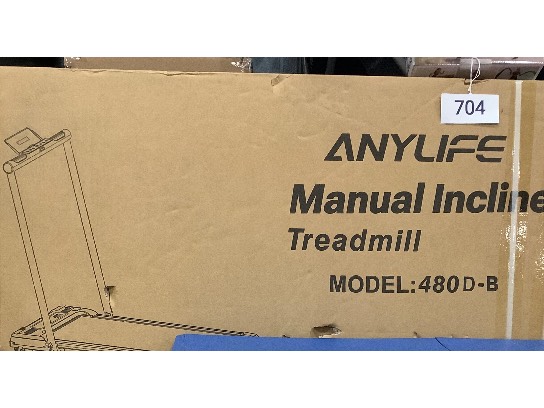 704
ANYLIFE
Manual Incline
Treadmill
MODEL:480D-B